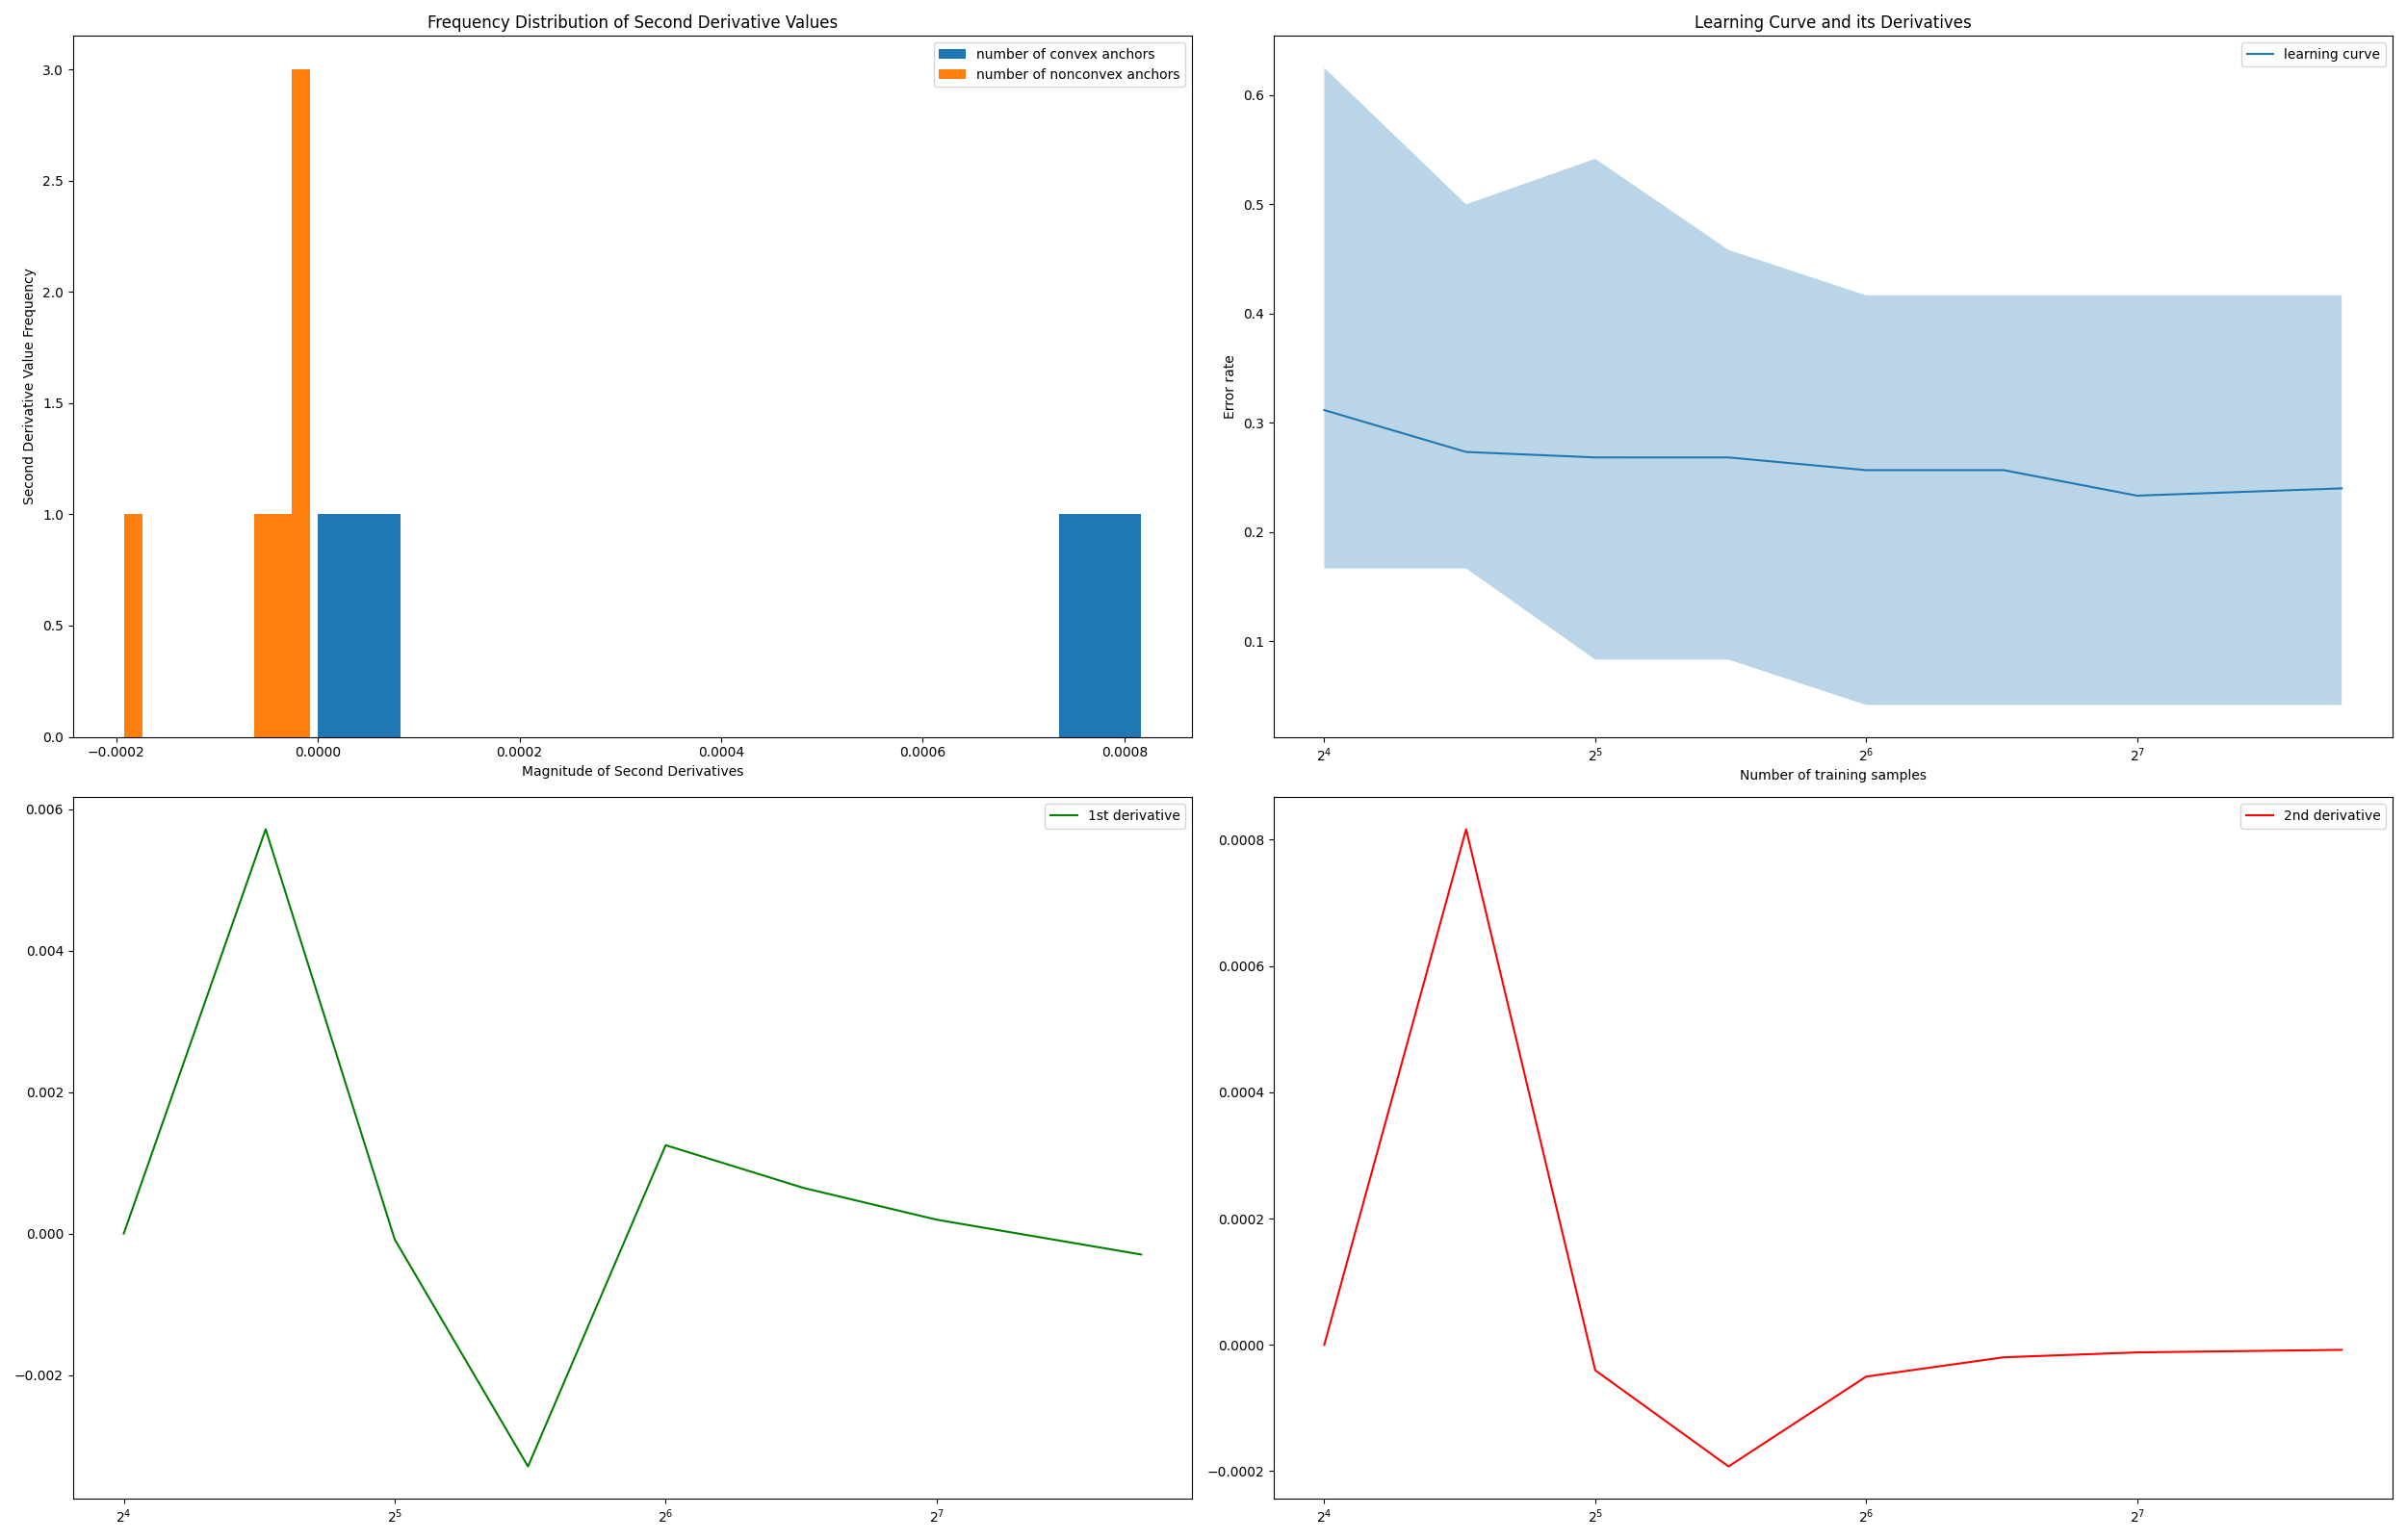 Frequency Distribution of Second Derivative Values
number of convex anchors
number of nonconvex anchors
Second Derivative Value Frequency
3.0
2.5
2.0
1.5
1.0
0.5
0.0
−0.0002 0.0000 0.0002 0.0004 0.0006 0.0008
Magnitude of Second Derivatives
Learning Curve and its Derivatives
learning curve
Error rate
0.6
0.5
0.4
0.3
0.2
0.1
2⁴ 2⁵ 2⁶ 2⁷
Number of training samples
1st derivative
0.006
0.004
0.002
0.000
−0.002
2⁴ 2⁵ 2⁶ 2⁷
2nd derivative
0.0008
0.0006
0.0004
0.0002
0.0000
−0.0002
2⁴ 2⁵ 2⁶ 2⁷